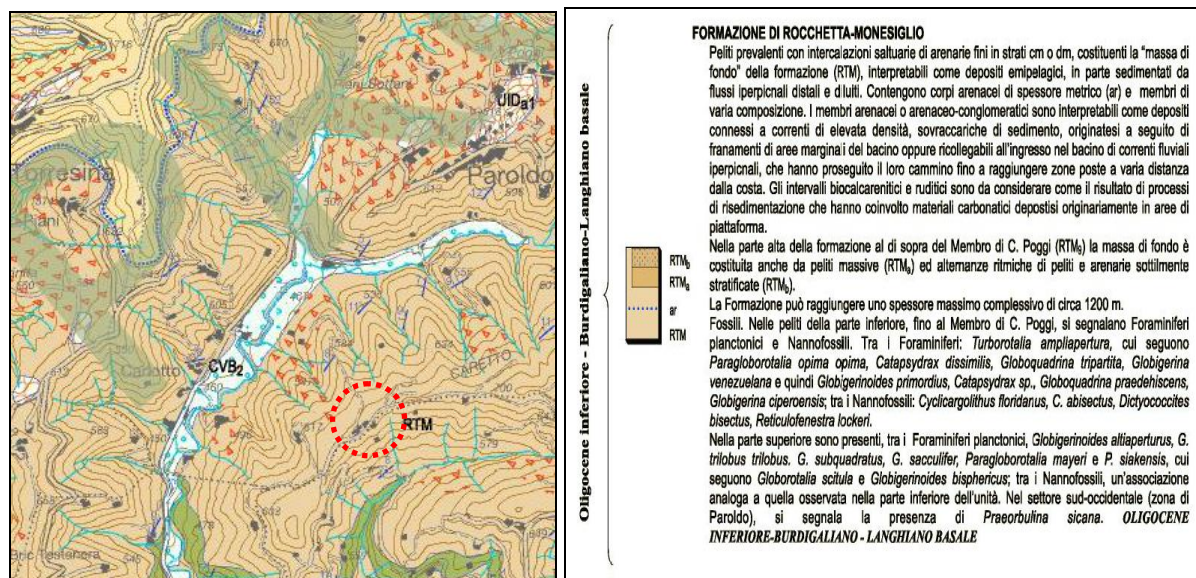 Torresina
Piani
Piani Sottani
UIDa1
Paroldo
Cariotto
CVB2
CARETTO
RTM
Bric Testenera
Oligocene inferiore - Burdigaliano-Langhiano basale
RTMb
RTMa
ar
RTM
FORMAZIONE DI ROCCHETTA-MONESIGLIO
Peliti prevalenti con intercalazioni saltuarie di arenarie fini in strati cm o dm, costituenti la "massa di
fondo" della formazione (RTM), interpretabili come depositi emipelagici, in parte sedimentati da
flussi iperpicnali distali e diluiti. Contengono corpi arenacei di spessore metrico (ar) e membri di
varia composizione. I membri arenacei o arenaceo-conglomeratici sono interpretabili come depositi
connessi a correnti di elevata densità, sovraccariche di sedimento, originatesi a seguito di
franamenti di aree marginali del bacino oppure ricollegabili all'ingresso nel bacino di correnti fluviali
iperpicnali, che hanno proseguito il loro cammino fino a raggiungere zone poste a varia distanza
dalla costa. Gli intervalli biocalcarenitici e ruditici sono da considerare come il risultato di processi
di risedimentazione che hanno coinvolto materiali carbonatici depostisi originariamente in aree di
piattaforma.
Nella parte alta della formazione al di sopra del Membro di C. Poggi (RTM9) la massa di fondo è
costituita anche da peliti massive (RTMa) ed alternanze ritmiche di peliti e arenarie sottilmente
stratificate (RTMb).
La Formazione può raggiungere uno spessore massimo complessivo di circa 1200 m.
Fossili. Nelle peliti della parte inferiore, fino al Membro di C. Poggi, si segnalano Foraminiferi
planctonici e Nannofossili. Tra i Foraminiferi: Turborotalia ampliapertura, cui seguono
Paragloborotalia opima opima, Catapsydrax dissimilis, Globoquadrina tripartita, Globigerina
venezuelana e quindi Globigerinoides primordius, Catapsydrax sp., Globoquadrina praedehiscens,
Globigerina ciperoensis; tra i Nannofossili: Cyclicargolithus floridanus, C. abisectus, Dictyococcites
bisectus, Reticulofenestra lockeri.
Nella parte superiore sono presenti, tra i Foraminiferi planctonici, Globigerinoides altiaperturus, G.
trilobus trilobus. G. subquadratus, G. sacculifer, Paragloborotalia mayeri e P. siakensis, cui
seguono Globorotalia scitula e Globigerinoides bisphericus; tra i Nannofossili, un'associazione
analoga a quella osservata nella parte inferiore dell'unità. Nel settore sud-occidentale (zona di
Paroldo), si segnala la presenza di Praeorbulina sicana. OLIGOCENE
INFERIORE-BURDIGALIANO - LANGHIANO BASALE